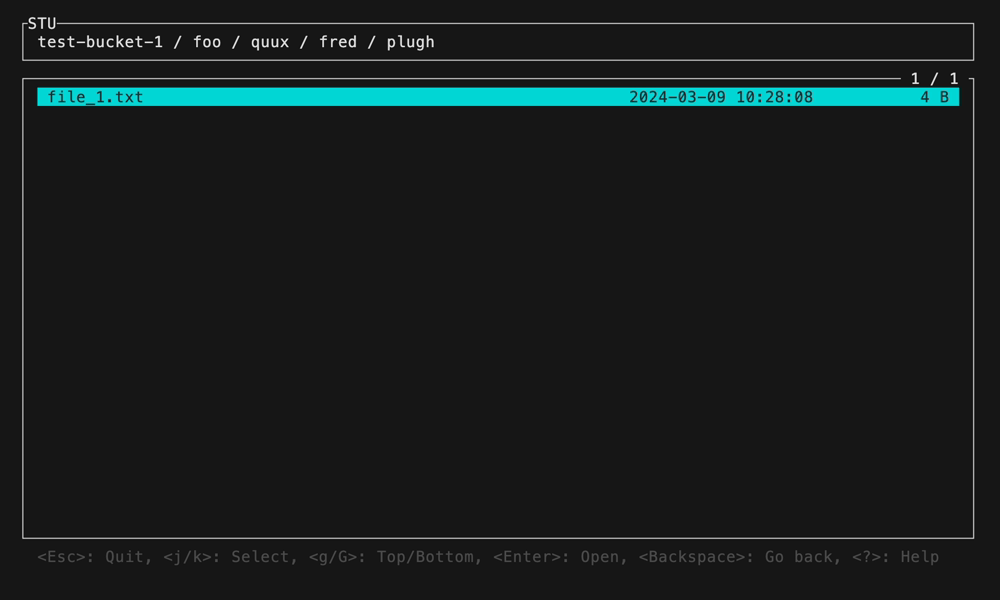 STU
test-bucket-1 / foo / quux / fred / plugh
1 / 1
file_1.txt 2024-03-09 10:28:08 4 B
<Esc>: Quit, <j/k>: Select, <g/G>: Top/Bottom, <Enter>: Open, <Backspace>: Go back, <?>: Help